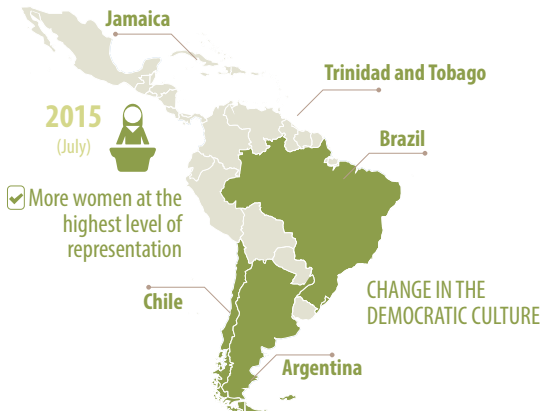 Jamaica
Trinidad and Tobago
2015
(July)
Brazil
More women at the
highest level of
representation
Chile
CHANGE IN THE
DEMOCRATIC CULTURE
Argentina